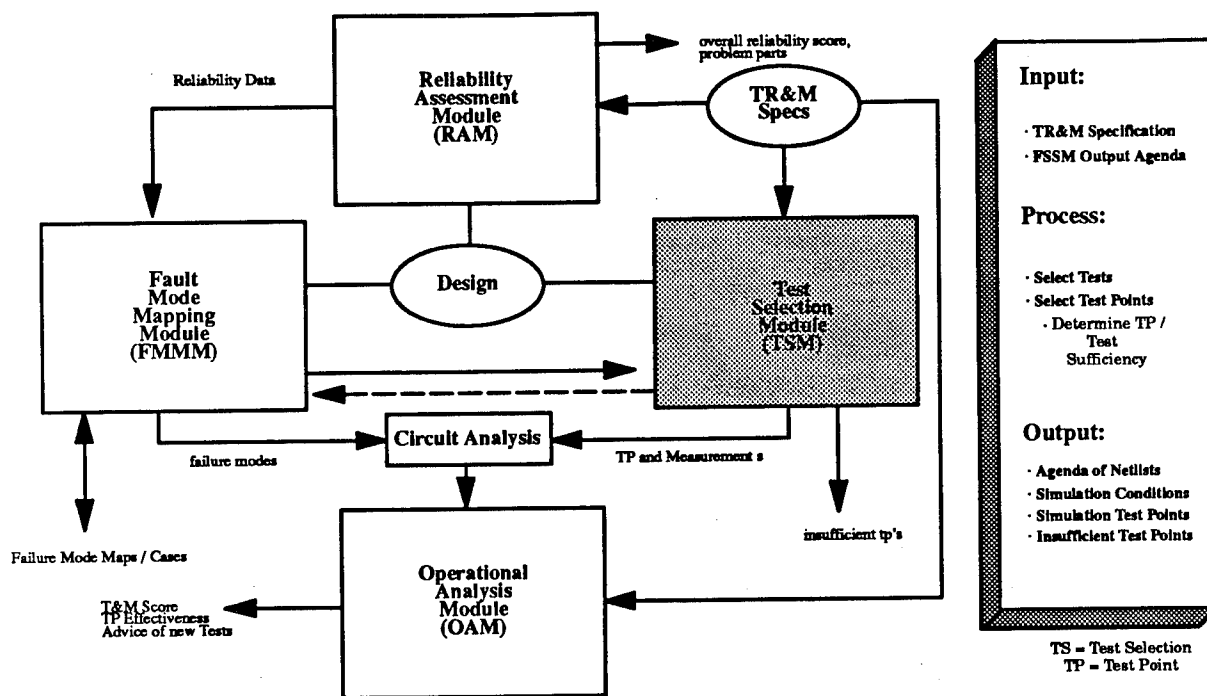 overall reliability score,
problem parts
Reliability Data
Reliability
Assessment
Module
(RAM)
TR&M
Specs
Fault
Mode
Mapping
Module
(FMMM)
Design
Test
Selection
Module
(TSM)
Circuit Analysis
failure modes
TP and Measurement s
insufficient tp's
Failure Mode Maps / Cases
Operational
Analysis
Module
(OAM)
T&M Score
TP Effectiveness
Advice of new Tests
Input:
· TR&M Specification
· FSSM Output Agenda
Process:
· Select Tests
· Select Test Points
· Determine TP /
Test
Sufficiency
Output:
· Agenda of Netlists
· Simulation Conditions
· Simulation Test Points
· Insufficient Test Points
TS = Test Selection
TP = Test Point